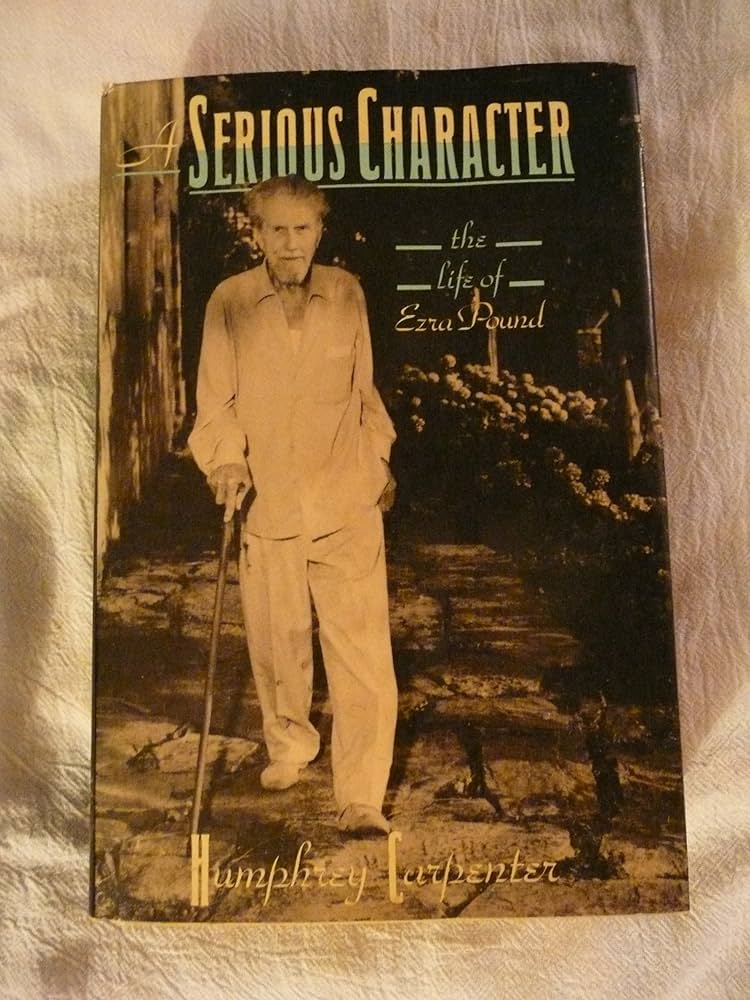 A SERIOUS CHARACTER
the
life of
Ezra Pound
Humphrey Carpenter